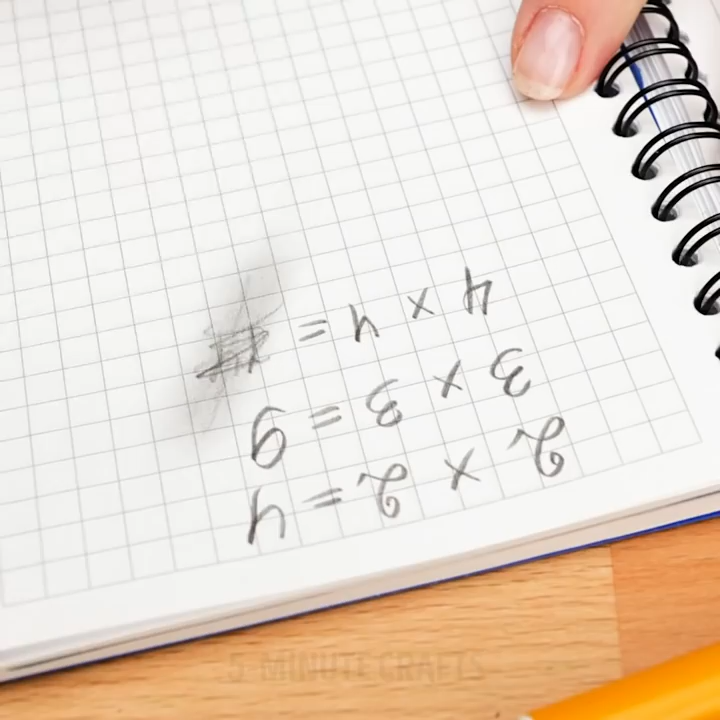 2 × 2 = 4
3 × 3 = 9
4 × 4 =
5-MINUTE CRAFTS